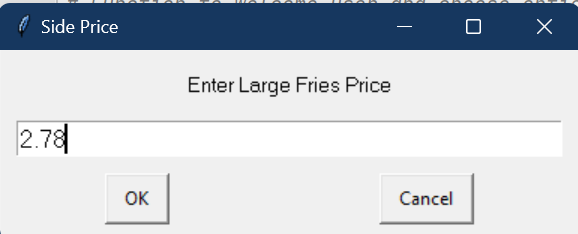 Side Price
Enter Large Fries Price
2.78
OK
Cancel